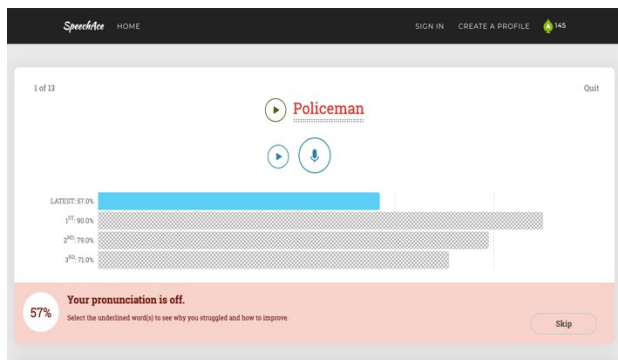 SpeechAce HOME SIGN IN CREATE A PROFILE 145
1 of 13 Quit
Policeman
LATEST: 57.0%
1ST: 90.0%
2ND: 79.0%
3RD: 71.0%
57%
Your pronunciation is off.
Select the underlined word(s) to see why you struggled and how to improve.
Skip